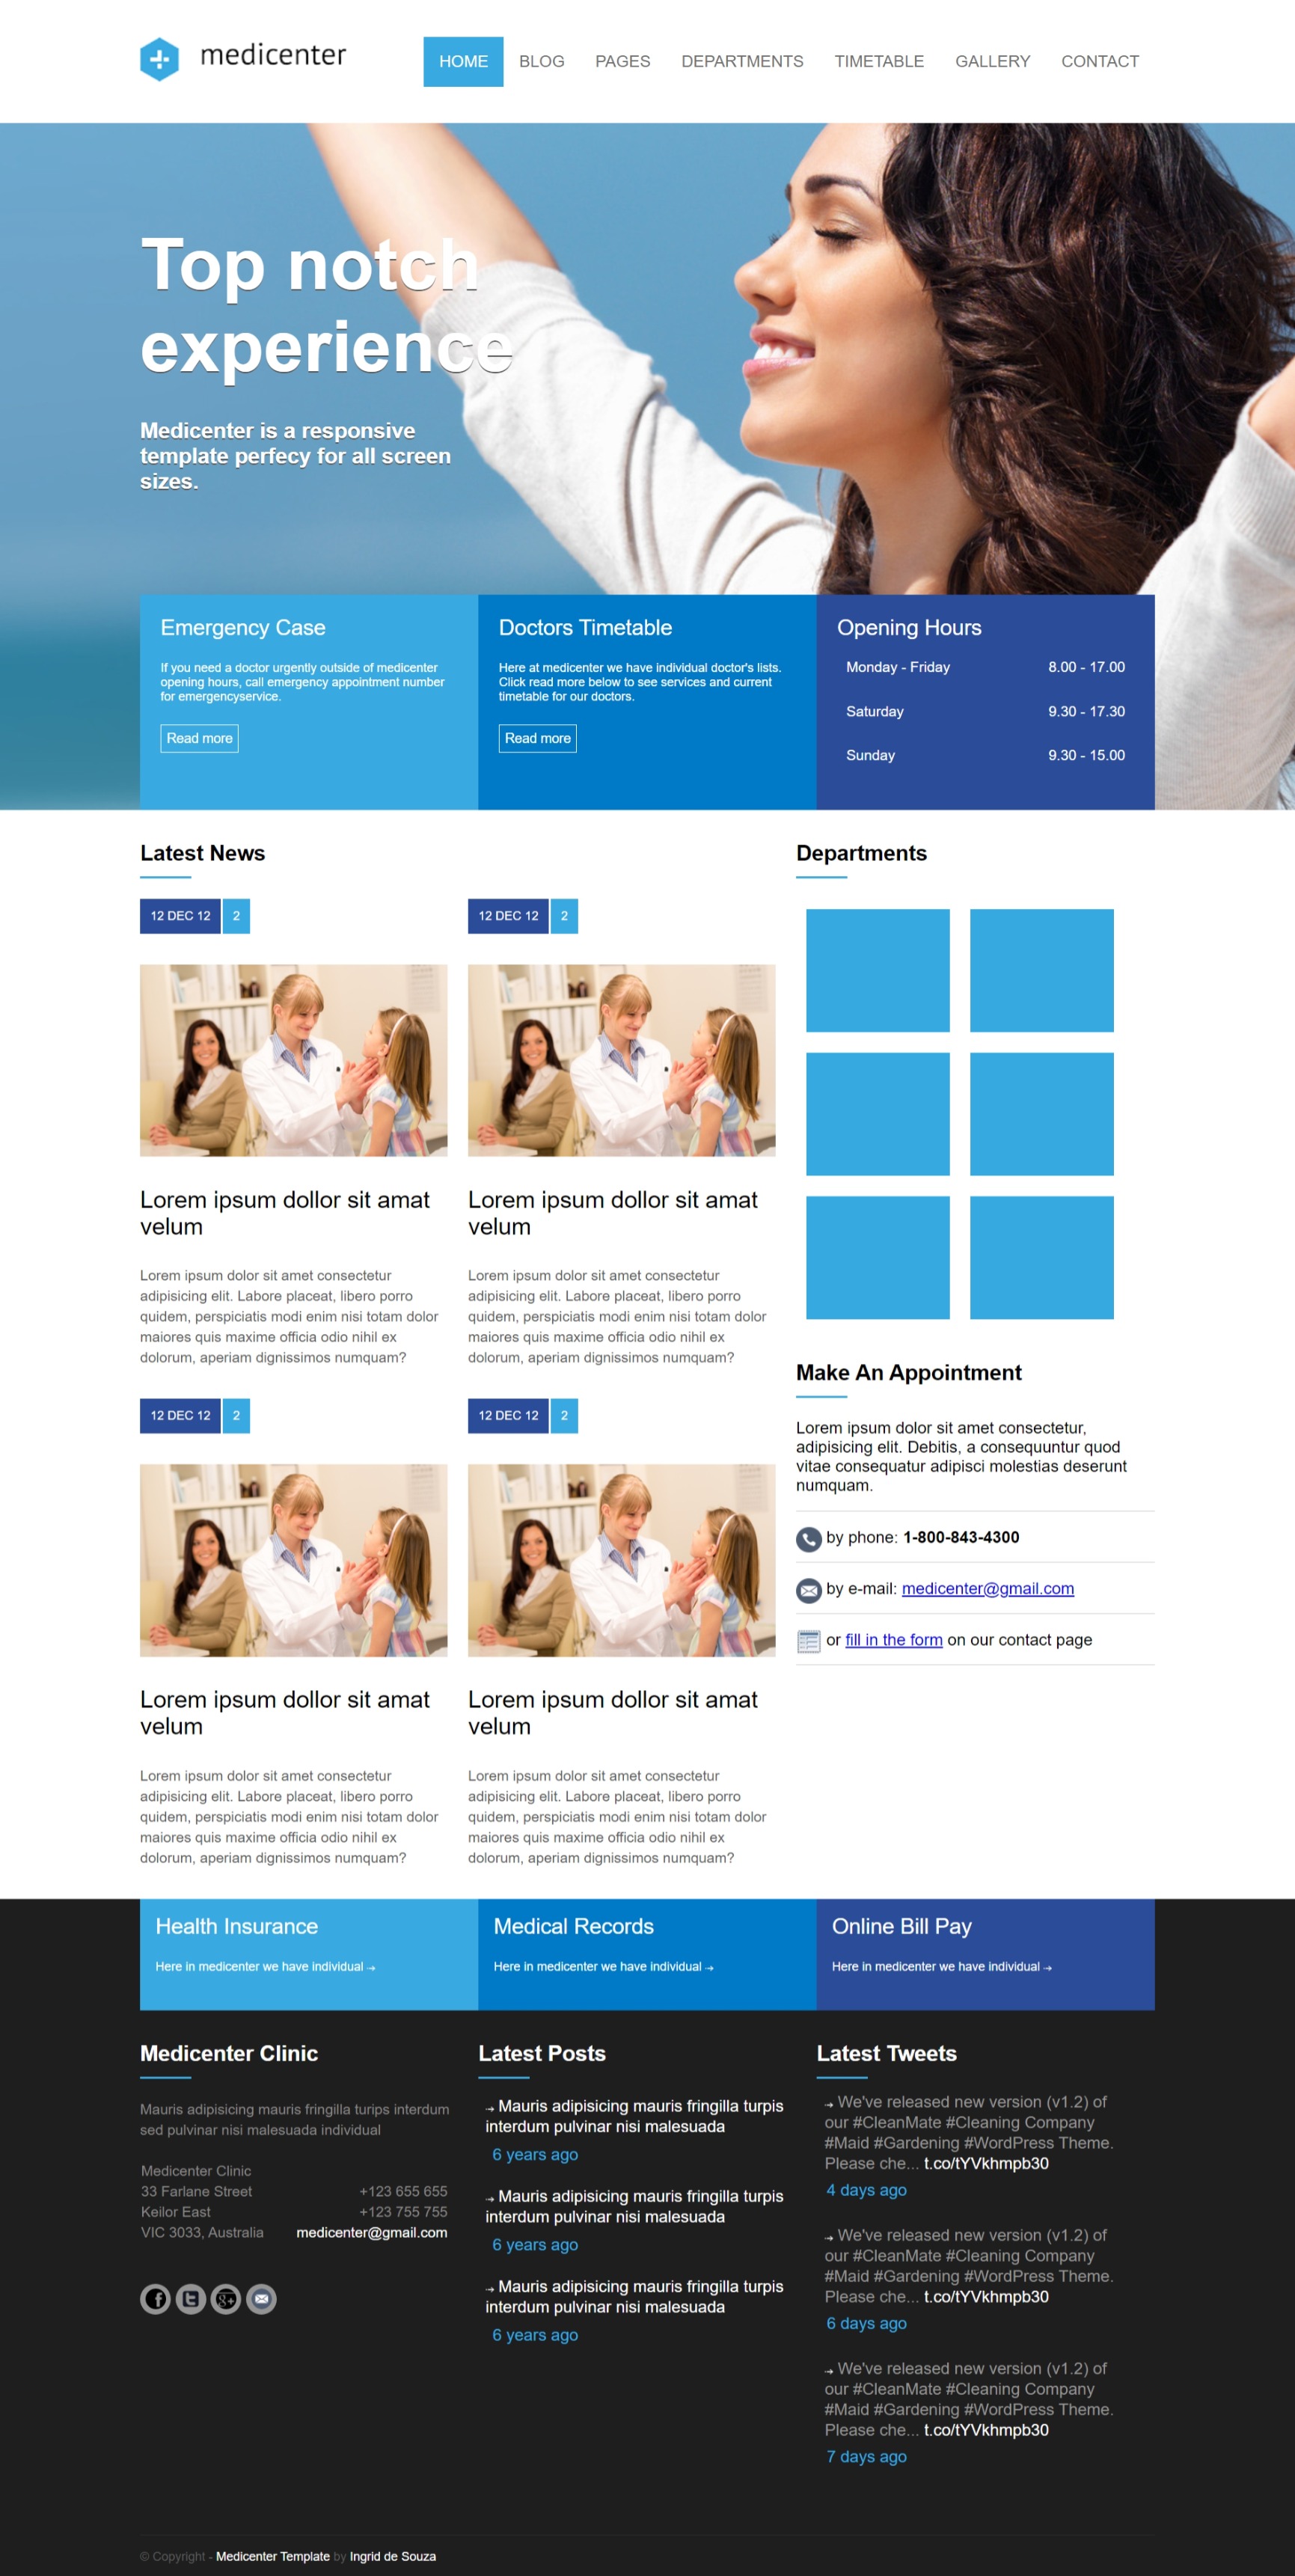 medicenter
HOME BLOG PAGES DEPARTMENTS TIMETABLE GALLERY CONTACT
Top notch
experience
Medicenter is a responsive
template perfecy for all screen
sizes.
Emergency Case
If you need a doctor urgently outside of medicenter
opening hours, call emergency appointment number
for emergencyservice.
Read more
Doctors Timetable
Here at medicenter we have individual doctor's lists.
Click read more below to see services and current
timetable for our doctors.
Read more
Opening Hours
Monday - Friday 8.00 - 17.00
Saturday 9.30 - 17.30
Sunday 9.30 - 15.00
Latest News
12 DEC 12 2
Lorem ipsum dollor sit amat
velum
Lorem ipsum dolor sit amet consectetur
adipisicing elit. Labore placeat, libero porro
quidem, perspiciatis modi enim nisi totam dolor
maiores quis maxime officia odio nihil ex
dolorum, aperiam dignissimos numquam?
12 DEC 12 2
Lorem ipsum dollor sit amat
velum
Lorem ipsum dolor sit amet consectetur
adipisicing elit. Labore placeat, libero porro
quidem, perspiciatis modi enim nisi totam dolor
maiores quis maxime officia odio nihil ex
dolorum, aperiam dignissimos numquam?
12 DEC 12 2
Lorem ipsum dollor sit amat
velum
Lorem ipsum dolor sit amet consectetur
adipisicing elit. Labore placeat, libero porro
quidem, perspiciatis modi enim nisi totam dolor
maiores quis maxime officia odio nihil ex
dolorum, aperiam dignissimos numquam?
12 DEC 12 2
Lorem ipsum dollor sit amat
velum
Lorem ipsum dolor sit amet consectetur
adipisicing elit. Labore placeat, libero porro
quidem, perspiciatis modi enim nisi totam dolor
maiores quis maxime officia odio nihil ex
dolorum, aperiam dignissimos numquam?
Departments
Make An Appointment
Lorem ipsum dolor sit amet consectetur,
adipisicing elit. Debitis, a consequuntur quod
vitae consequatur adipisci molestias deserunt
numquam.
by phone: 1-800-843-4300
by e-mail: medicenter@gmail.com
or fill in the form on our contact page
Health Insurance
Here in medicenter we have individual →
Medical Records
Here in medicenter we have individual →
Online Bill Pay
Here in medicenter we have individual →
Medicenter Clinic
Mauris adipisicing mauris fringilla turips interdum
sed pulvinar nisi malesuada individual
Medicenter Clinic
33 Farlane Street +123 655 655
Keilor East +123 755 755
VIC 3033, Australia medicenter@gmail.com
Latest Posts
→ Mauris adipisicing mauris fringilla turpis
interdum pulvinar nisi malesuada
6 years ago
→ Mauris adipisicing mauris fringilla turpis
interdum pulvinar nisi malesuada
6 years ago
→ Mauris adipisicing mauris fringilla turpis
interdum pulvinar nisi malesuada
6 years ago
Latest Tweets
→ We've released new version (v1.2) of
our #CleanMate #Cleaning Company
#Maid #Gardening #WordPress Theme.
Please che... t.co/tYVkhmpb30
4 days ago
→ We've released new version (v1.2) of
our #CleanMate #Cleaning Company
#Maid #Gardening #WordPress Theme.
Please che... t.co/tYVkhmpb30
6 days ago
→ We've released new version (v1.2) of
our #CleanMate #Cleaning Company
#Maid #Gardening #WordPress Theme.
Please che... t.co/tYVkhmpb30
7 days ago
© Copyright - Medicenter Template by Ingrid de Souza